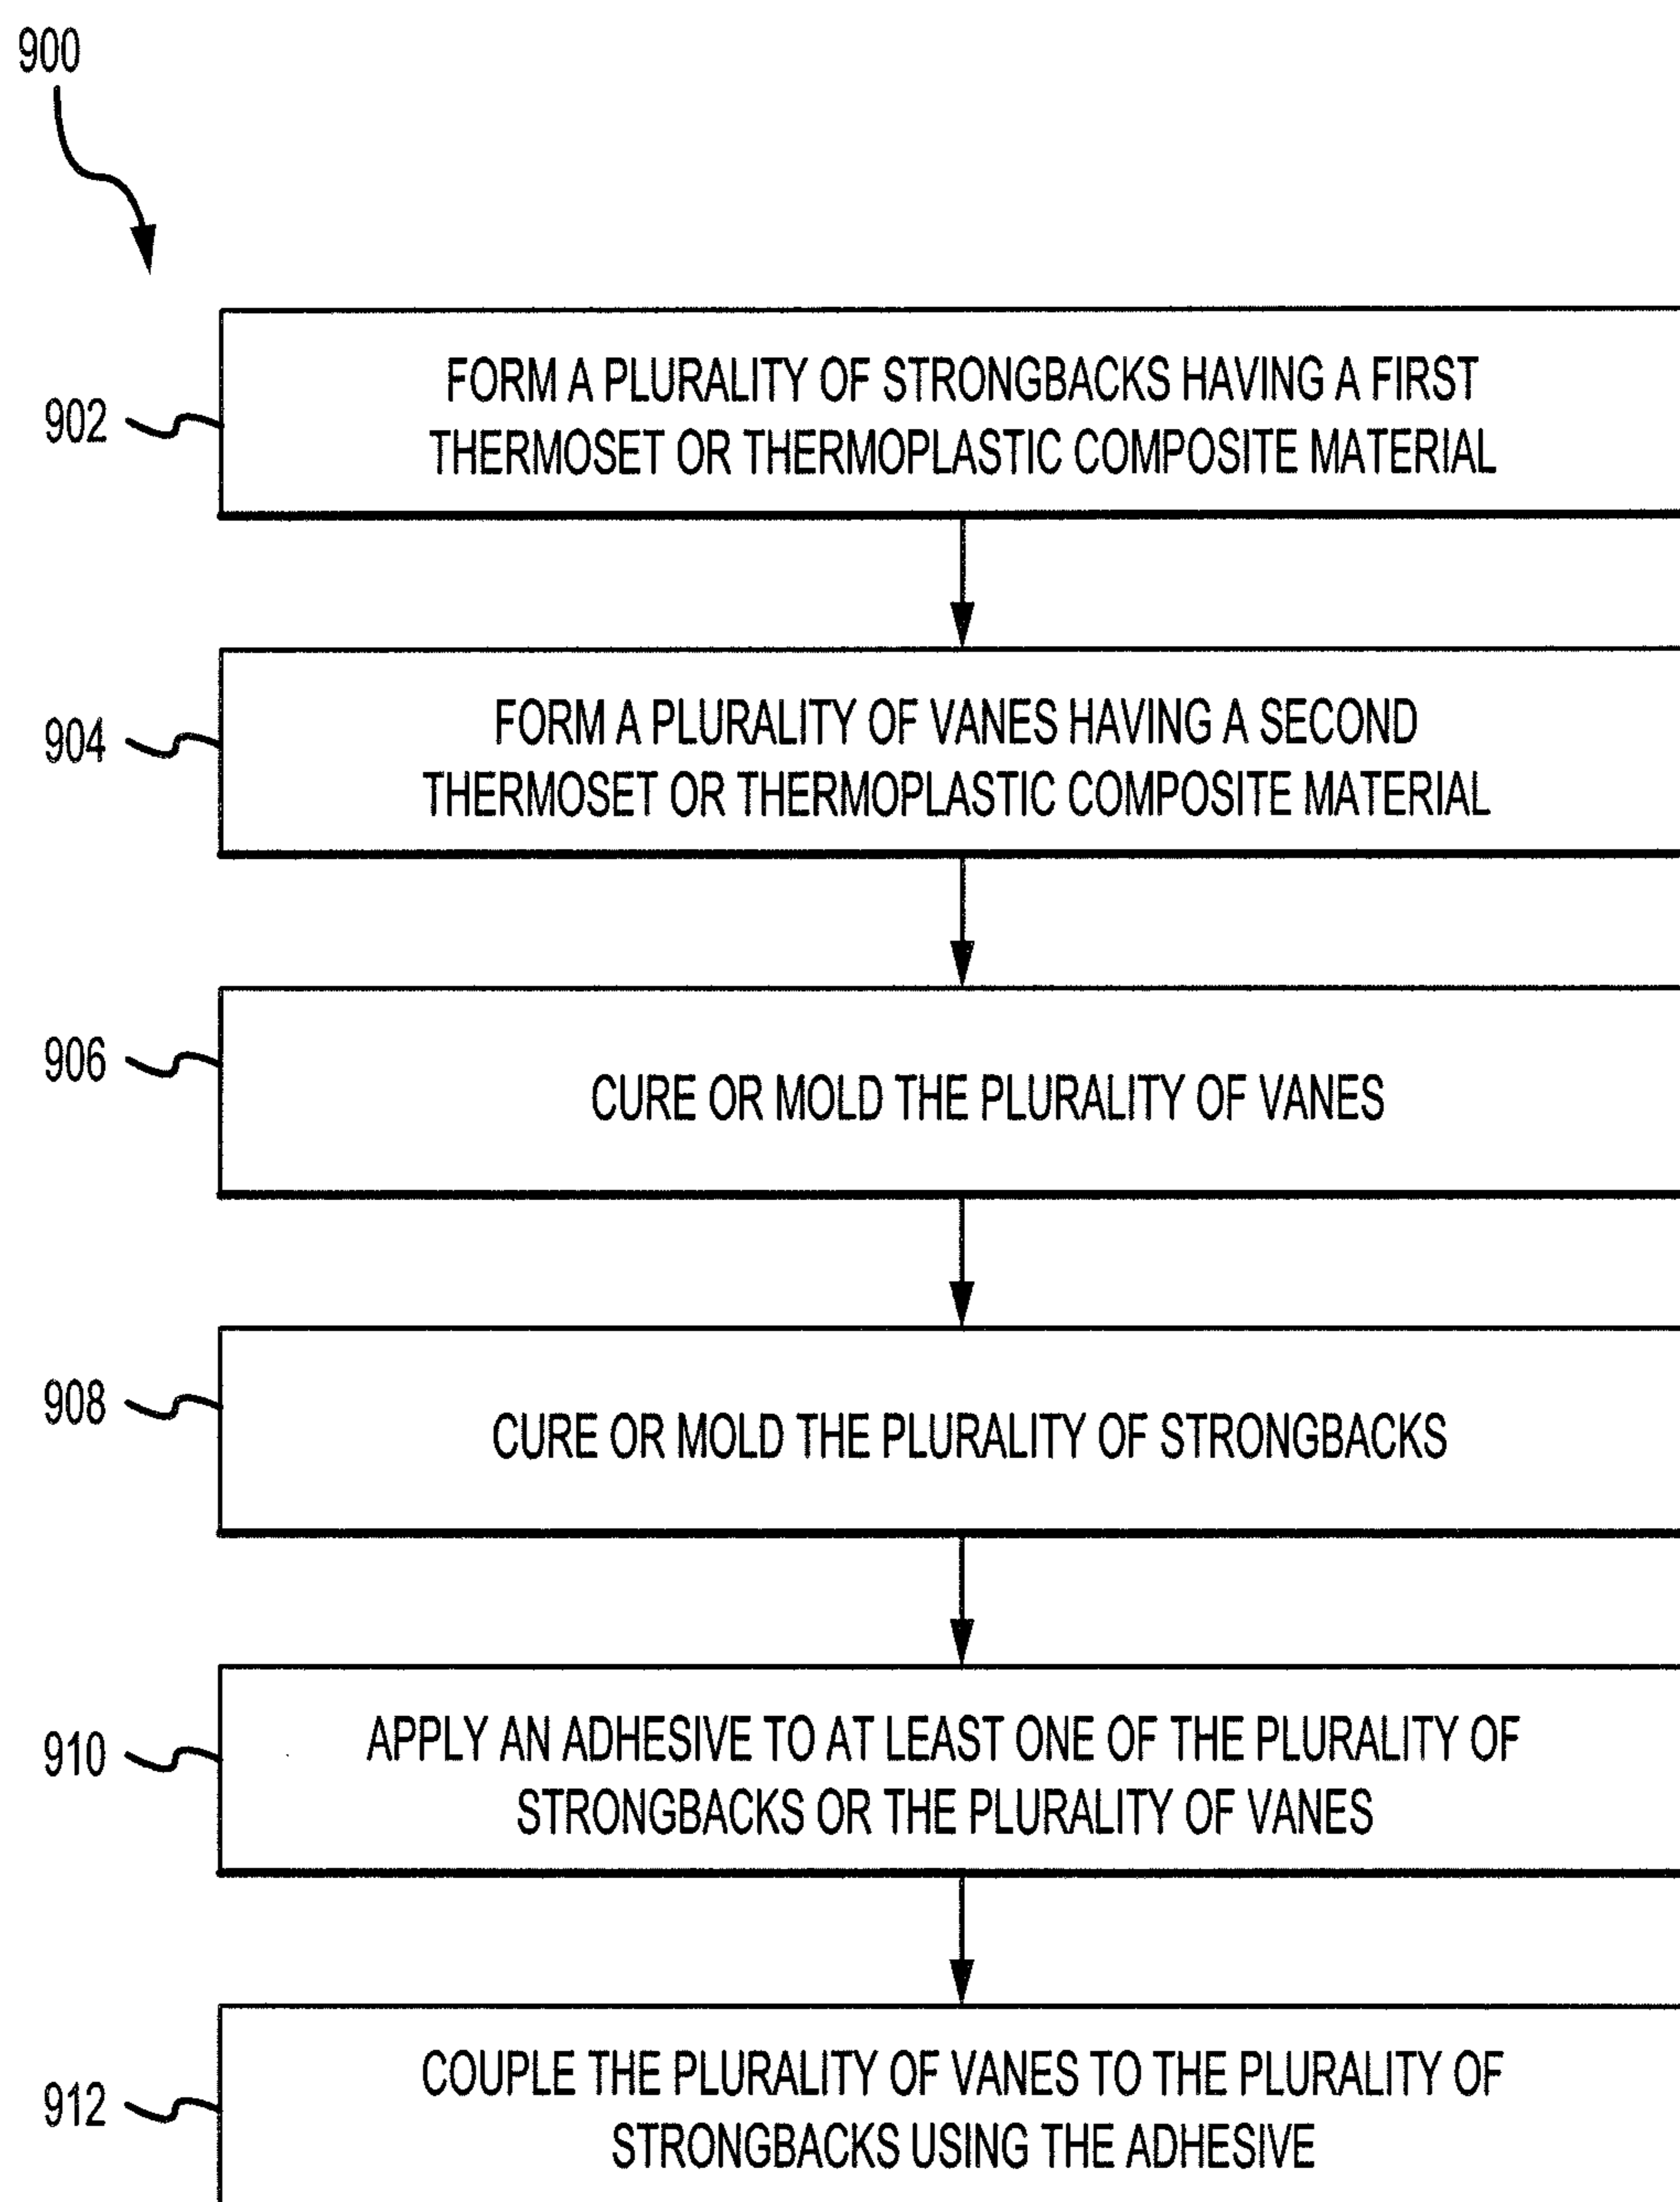 900
902
FORM A PLURALITY OF STRONGBACKS HAVING A FIRST
THERMOSET OR THERMOPLASTIC COMPOSITE MATERIAL
904
FORM A PLURALITY OF VANES HAVING A SECOND
THERMOSET OR THERMOPLASTIC COMPOSITE MATERIAL
906
CURE OR MOLD THE PLURALITY OF VANES
908
CURE OR MOLD THE PLURALITY OF STRONGBACKS
910
APPLY AN ADHESIVE TO AT LEAST ONE OF THE PLURALITY OF
STRONGBACKS OR THE PLURALITY OF VANES
912
COUPLE THE PLURALITY OF VANES TO THE PLURALITY OF
STRONGBACKS USING THE ADHESIVE